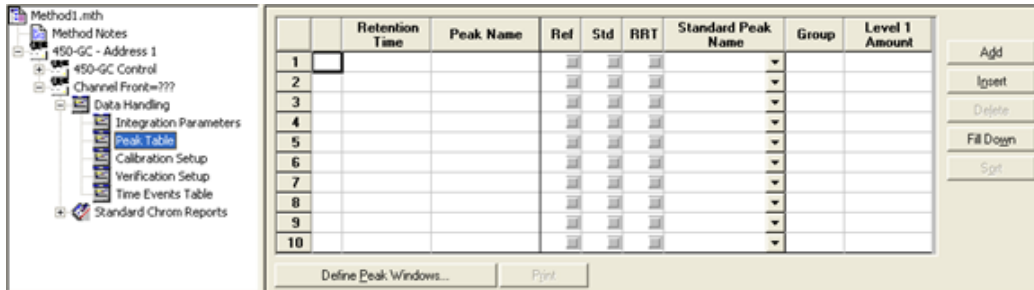 Method1.mth
Method Notes
450-GC - Address 1
450-GC Control
Channel Front=???
Data Handling
Integration Parameters
Peak Table
Calibration Setup
Verification Setup
Time Events Table
Standard Chrom Reports
Retention Time Peak Name Ref Std RRT Standard Peak Name Group Level 1 Amount
1
2
3
4
5
6
7
8
9
10
Add
Insert
Delete
Fill Down
Sort
Define Peak Windows... Print